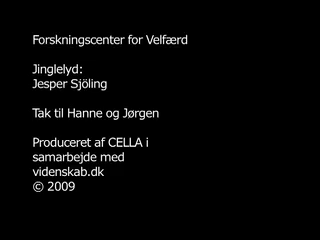 Forskningscenter for Velfærd
Jinglelyd:
Jesper Sjöling
Tak til Hanne og Jørgen
Produceret af CELLA i
samarbejde med
videnskab.dk
© 2009